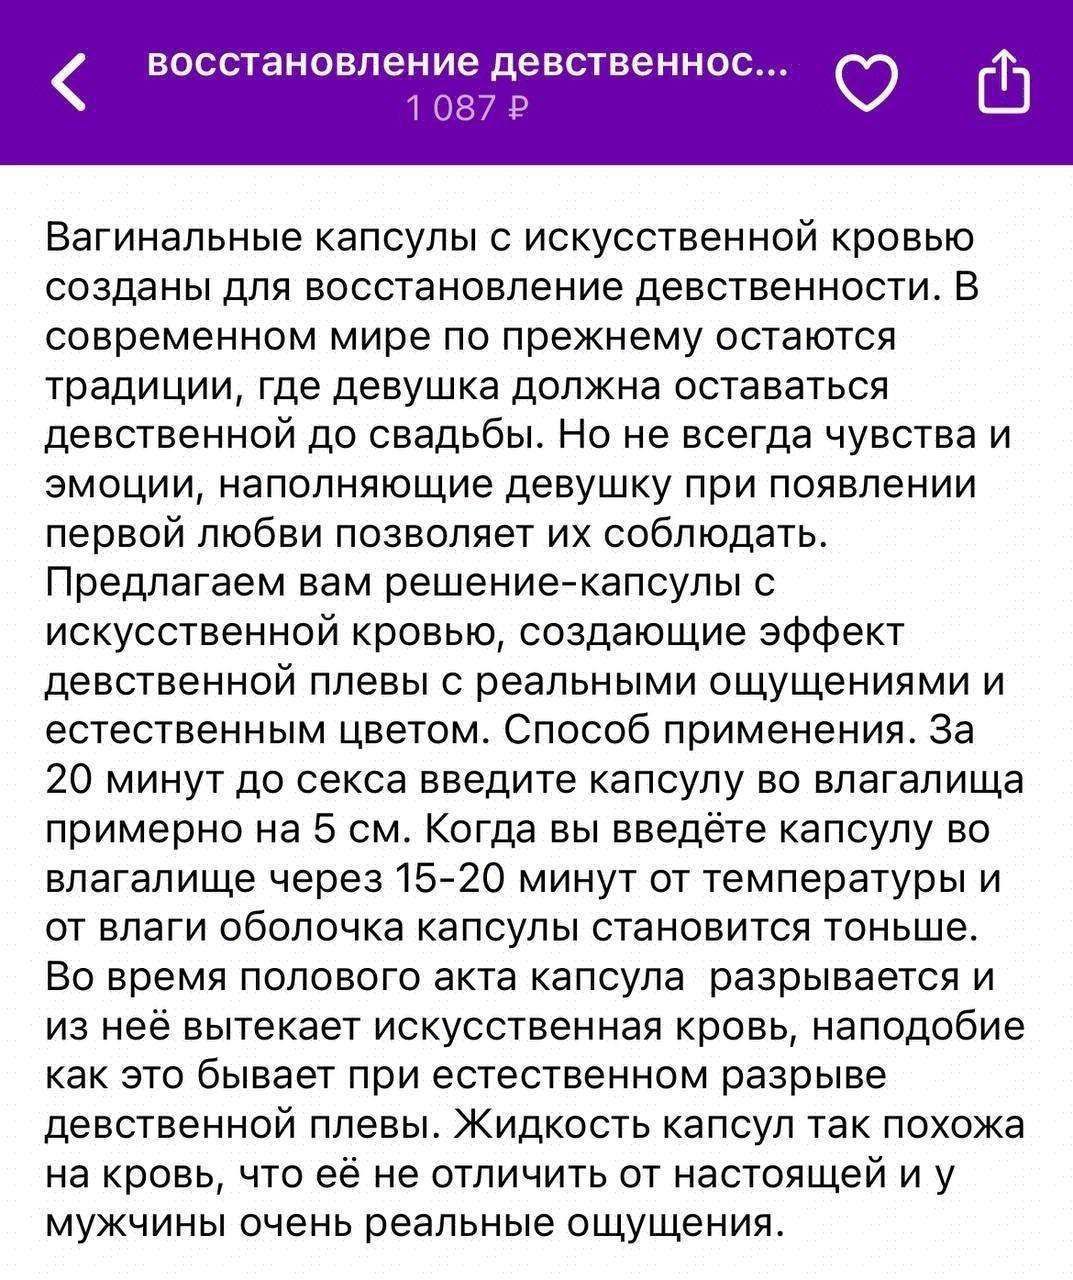 восстановление девственнос...
1 087 ₽
Вагинальные капсулы с искусственной кровью
созданы для восстановление девственности. В
современном мире по прежнему остаются
традиции, где девушка должна оставаться
девственной до свадьбы. Но не всегда чувства и
эмоции, наполняющие девушку при появлении
первой любви позволяет их соблюдать.
Предлагаем вам решение-капсулы с
искусственной кровью, создающие эффект
девственной плевы с реальными ощущениями и
естественным цветом. Способ применения. За
20 минут до секса введите капсулу во влагалища
примерно на 5 см. Когда вы введёте капсулу во
влагалище через 15-20 минут от температуры и
от влаги оболочка капсулы становится тоньше.
Во время полового акта капсула  разрывается и
из неё вытекает искусственная кровь, наподобие
как это бывает при естественном разрыве
девственной плевы. Жидкость капсул так похожа
на кровь, что её не отличить от настоящей и у
мужчины очень реальные ощущения.